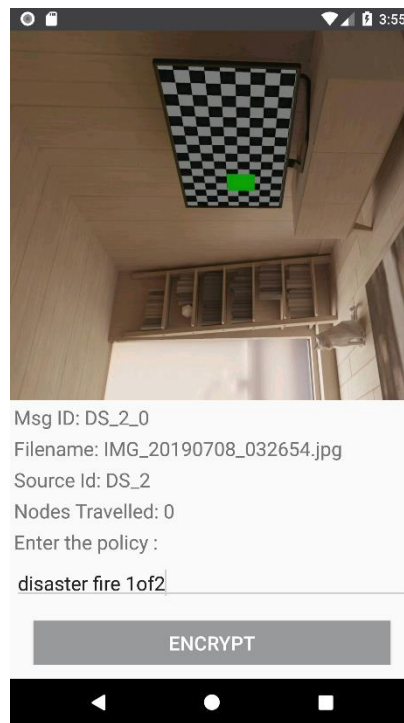 3:55
Msg ID: DS_2_0
Filename: IMG_20190708_032654.jpg
Source Id: DS_2
Nodes Travelled: 0
Enter the policy :
disaster fire 1of2
ENCRYPT